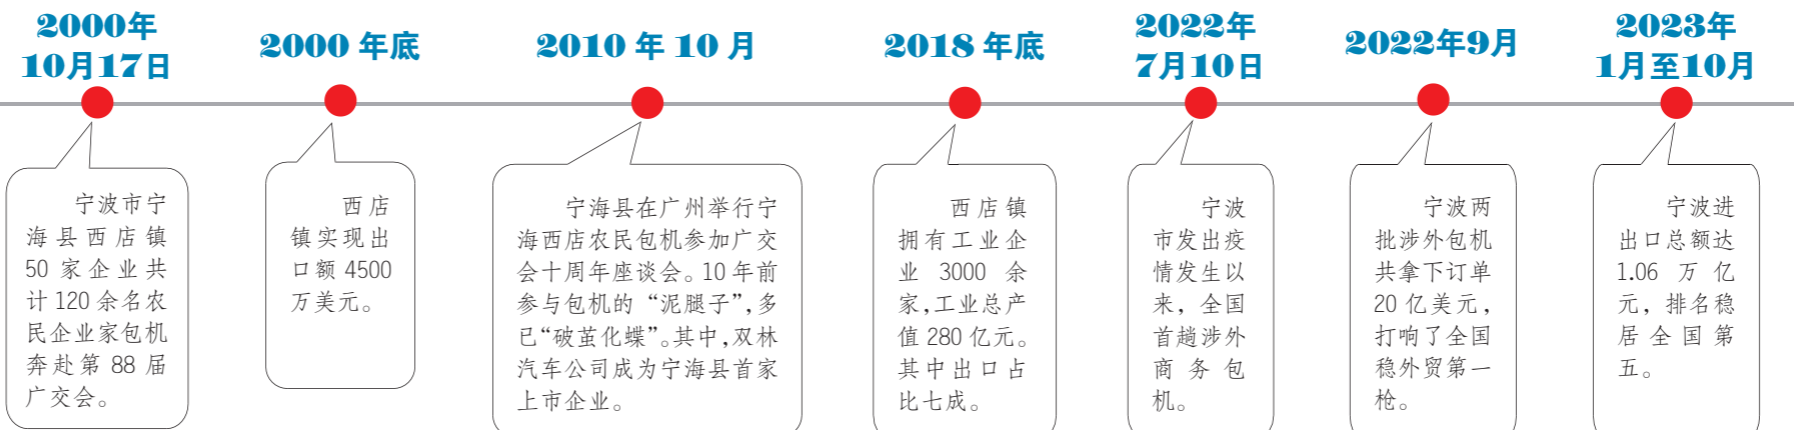 2000年
10月17日
2000 年底
2010 年 10 月
2018 年底
2022年
7月10日
2022年9月
2023年
1月至10月
宁波市宁
海县西店镇
50 家企业共
计 120 余名农
民企业家包机
奔赴第 88 届
广交会。
西店
镇实现出
口额 4500
万美元。
宁海县在广州举行宁
海西店农民包机参加广交
会十周年座谈会。10 年前
参与包机的“泥腿子”，多
已“破茧化蝶”。其中，双林
汽车公司成为宁海县首家
上市企业。
西店镇
拥有工业企
业 3000 余
家，工业总产
值 280 亿元。
其中出口占
比七成。
宁波
市发出疫
情发生以
来，全国
首趟涉外
商务包
机。
宁波两
批涉外包机
共拿下订单
20 亿美元，
打响了全国
稳外贸第一
枪。
宁波进
出口总额达
1.06 万亿
元，排名稳
居全国第
五。